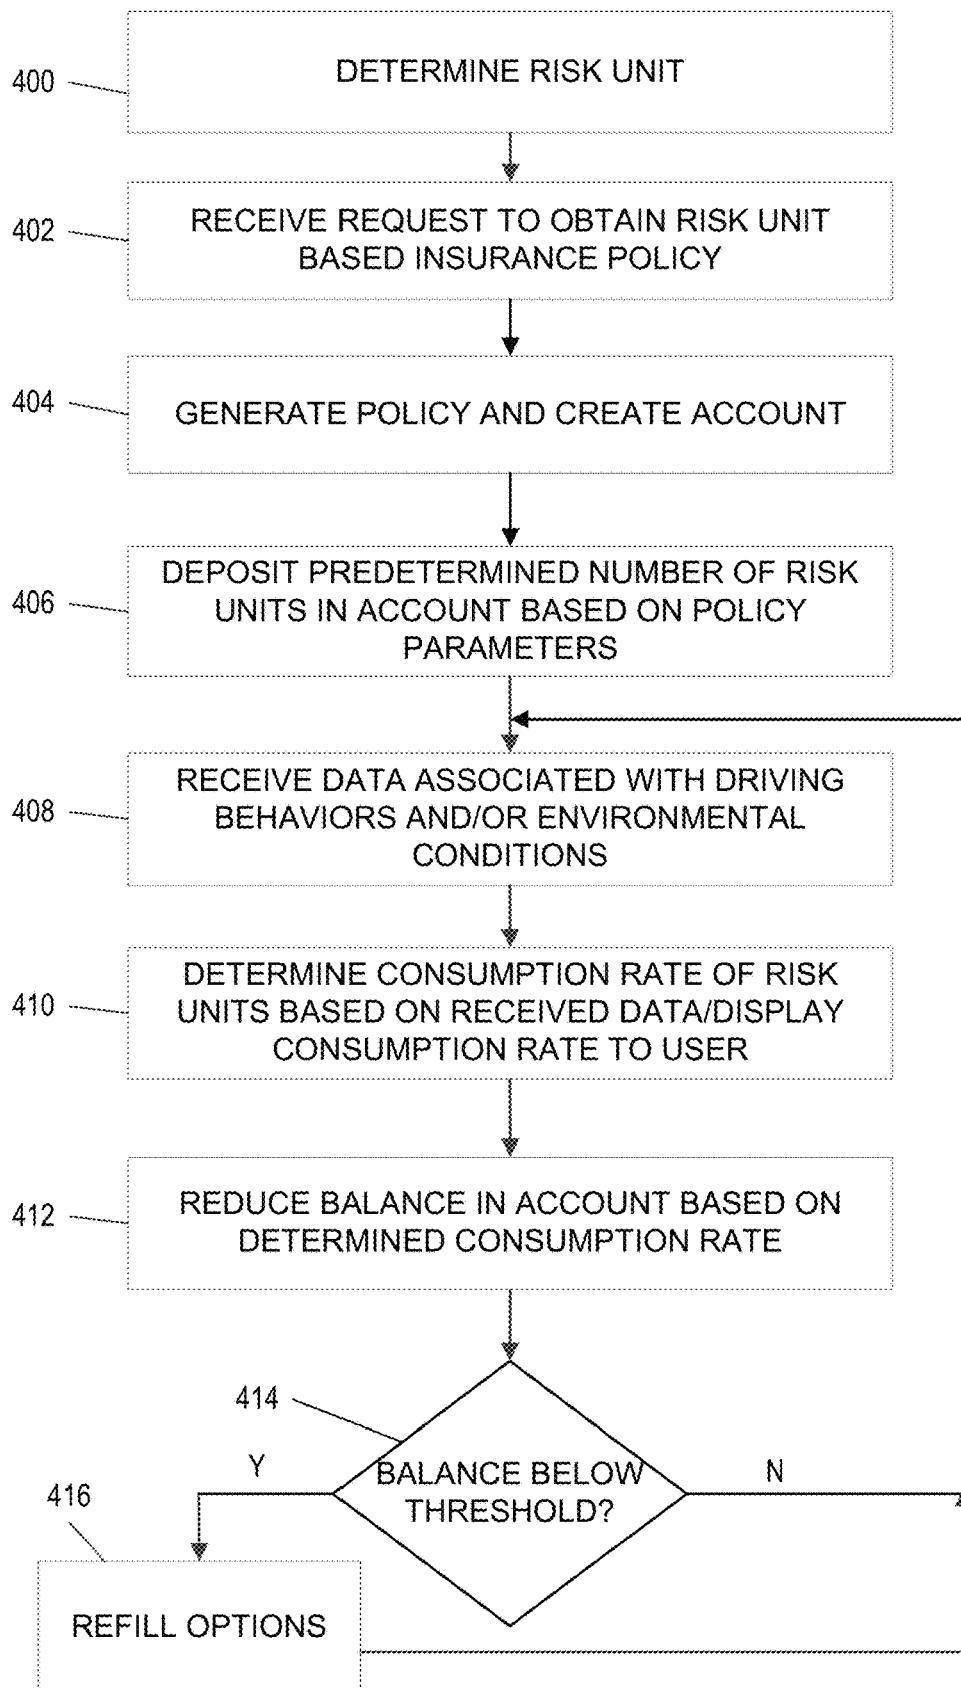 400
DETERMINE RISK UNIT
402
RECEIVE REQUEST TO OBTAIN RISK UNIT
BASED INSURANCE POLICY
404
GENERATE POLICY AND CREATE ACCOUNT
406
DEPOSIT PREDETERMINED NUMBER OF RISK
UNITS IN ACCOUNT BASED ON POLICY
PARAMETERS
408
RECEIVE DATA ASSOCIATED WITH DRIVING
BEHAVIORS AND/OR ENVIRONMENTAL
CONDITIONS
410
DETERMINE CONSUMPTION RATE OF RISK
UNITS BASED ON RECEIVED DATA/DISPLAY
CONSUMPTION RATE TO USER
412
REDUCE BALANCE IN ACCOUNT BASED ON
DETERMINED CONSUMPTION RATE
414
Y
BALANCE BELOW
THRESHOLD?
N
416
REFILL OPTIONS